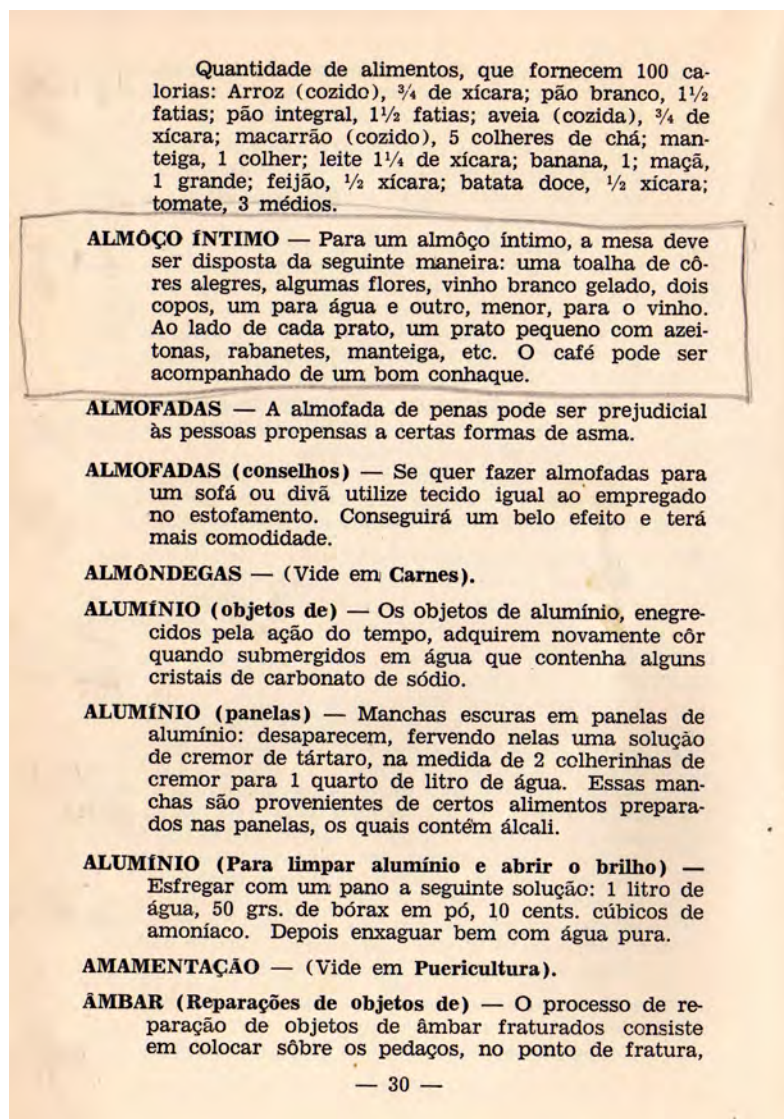 Quantidade de alimentos, que fornecem 100 ca-
lorias: Arroz (cozido), ¾ de xícara; pão branco, 1½
fatias; pão integral, 1½ fatias; aveia (cozida), ¾ de
xícara; macarrão (cozido), 5 colheres de chá; man-
teiga, 1 colher; leite 1¼ de xícara; banana, 1; maçã,
1 grande; feijão, ½ xícara; batata doce, ½ xícara;
tomate, 3 médios.
ALMÔÇO ÍNTIMO — Para um almôço íntimo, a mesa deve
ser disposta da seguinte maneira: uma toalha de cô-
res alegres, algumas flores, vinho branco gelado, dois
copos, um para água e outro, menor, para o vinho.
Ao lado de cada prato, um prato pequeno com azei-
tonas, rabanetes, manteiga, etc. O café pode ser
acompanhado de um bom conhaque.
ALMOFADAS — A almofada de penas pode ser prejudicial
às pessoas propensas a certas formas de asma.
ALMOFADAS (conselhos) — Se quer fazer almofadas para
um sofá ou divã utilize tecido igual ao empregado
no estofamento. Conseguirá um belo efeito e terá
mais comodidade.
ALMÔNDEGAS — (Vide em Carnes).
ALUMÍNIO (objetos de) — Os objetos de alumínio, enegre-
cidos pela ação do tempo, adquirem novamente côr
quando submergidos em água que contenha alguns
cristais de carbonato de sódio.
ALUMÍNIO (panelas) — Manchas escuras em panelas de
alumínio: desaparecem, fervendo nelas uma solução
de cremor de tártaro, na medida de 2 colherinhas de
cremor para 1 quarto de litro de água. Essas man-
chas são provenientes de certos alimentos prepara-
dos nas panelas, os quais contém álcali.
ALUMÍNIO (Para limpar alumínio e abrir o brilho) —
Esfregar com um pano a seguinte solução: 1 litro de
água, 50 grs. de bórax em pó, 10 cents. cúbicos de
amoníaco. Depois enxaguar bem com água pura.
AMAMENTAÇÃO — (Vide em Puericultura).
ÂMBAR (Reparações de objetos de) — O processo de re-
paração de objetos de âmbar fraturados consiste
em colocar sôbre os pedaços, no ponto de fratura,
— 30 —